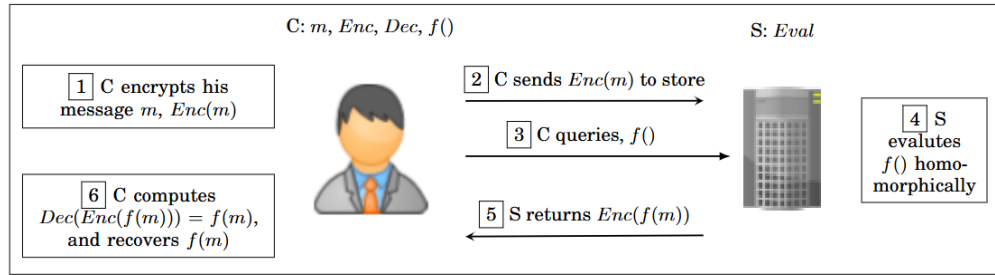 C: m, Enc, Dec, f()
S: Eval
1 C encrypts his
message m, Enc(m)
2 C sends Enc(m) to store
3 C queries, f()
4 S
evalutes
f() homo-
morphically
5 S returns Enc(f(m))
6 C computes
Dec(Enc(f(m))) = f(m),
and recovers f(m)